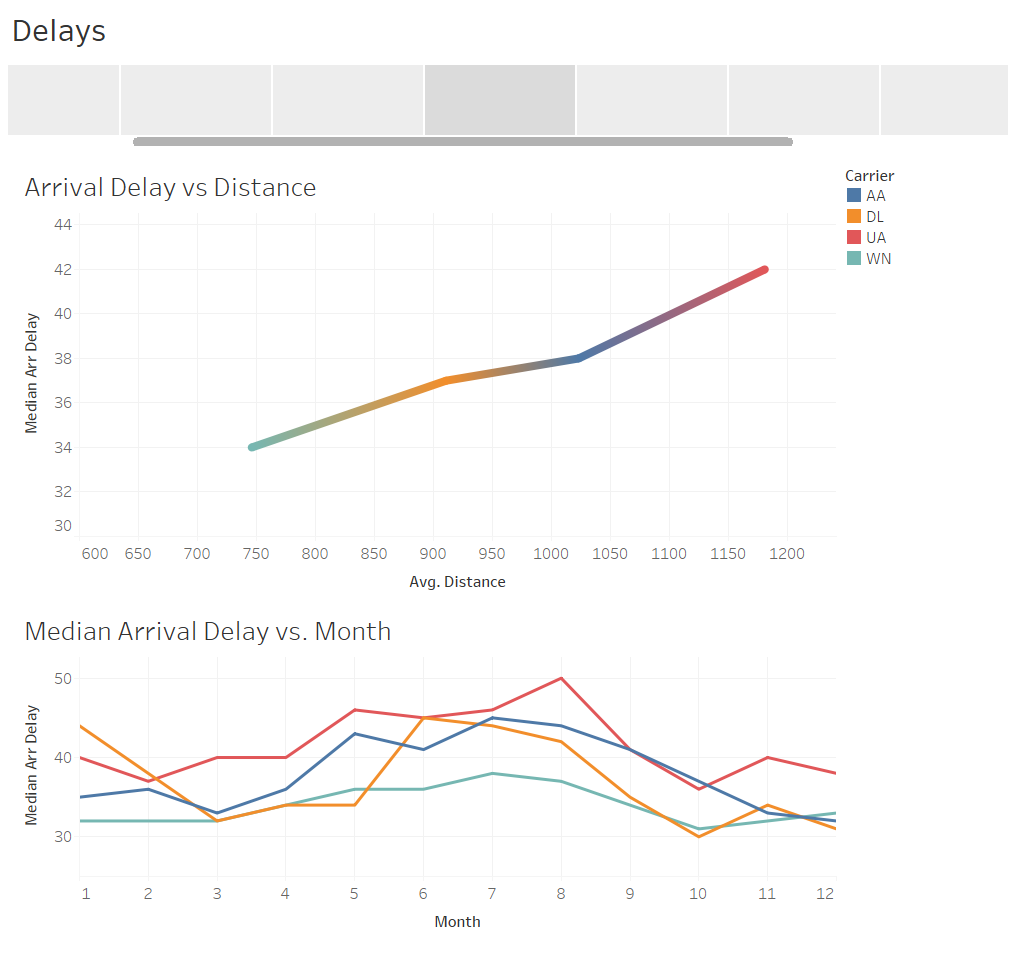 Delays
Arrival Delay vs Distance
Carrier
AA
DL
UA
WN
44
42
40
38
36
34
32
30
Median Arr Delay
600 650 700 750 800 850 900 950 1000 1050 1100 1150 1200
Avg. Distance
Median Arrival Delay vs. Month
50
40
30
Median Arr Delay
1 2 3 4 5 6 7 8 9 10 11 12
Month